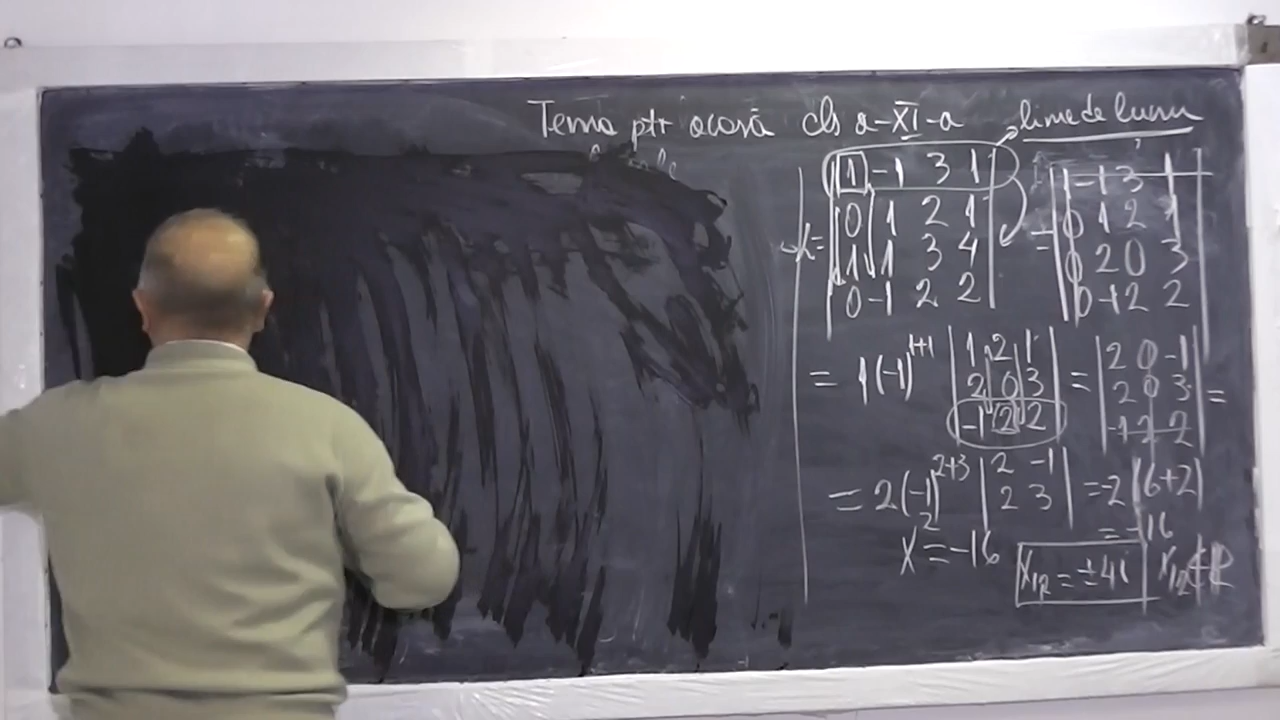 Tema ptr acasă cls a-XI-a linie de lucru
1 -1 3 1
0 1 2 1
1 1 3 4
0 -1 2 2
=
1 -1 3 1
0 1 2 1
0 2 0 3
0 -1 2 2
= 1(-1)^1+1
1 2 1
2 0 3
-1 2 2
=
2 0 -1
2 0 3
-1 2 2
=
= 2(-1)^2+3
2 -1
2 3
= -2(6+2)
= -16
x² = -16
x₁,₂ = ±4i
x₁,₂ ∉ R